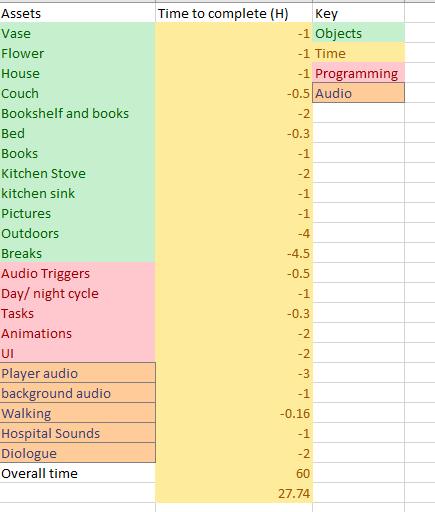 Assets Time to complete (H) Key
Vase -1 Objects
Flower -1 Time
House -1 Programming
Couch -0.5 Audio
Bookshelf and books -2
Bed -0.3
Books -1
Kitchen Stove -2
kitchen sink -1
Pictures -1
Outdoors -4
Breaks -4.5
Audio Triggers -0.5
Day/ night cycle -1
Tasks -0.3
Animations -2
UI -2
Player audio -3
background audio -1
Walking -0.16
Hospital Sounds -1
Diologue -2
Overall time 60
27.74